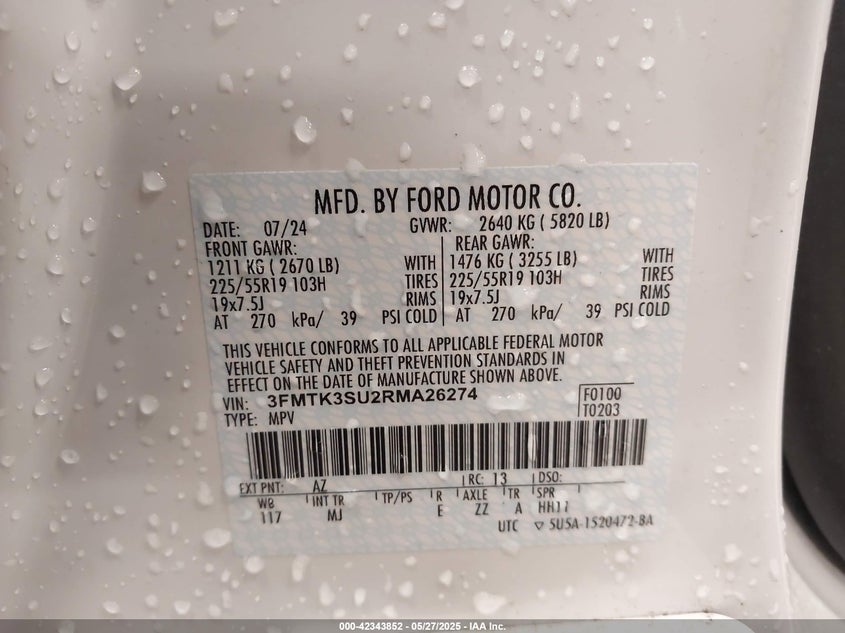 MFD. BY FORD MOTOR CO.
DATE: 07/24 GVWR: 2640 KG ( 5820 LB)
FRONT GAWR: REAR GAWR:
1211 KG ( 2670 LB) WITH 1476 KG ( 3255 LB) WITH
225/55R19 103H TIRES 225/55R19 103H TIRES
19x7.5J RIMS 19x7.5J RIMS
AT 270 kPa/ 39 PSI COLD AT 270 kPa/ 39 PSI COLD
THIS VEHICLE CONFORMS TO ALL APPLICABLE FEDERAL MOTOR
VEHICLE SAFETY AND THEFT PREVENTION STANDARDS IN
EFFECT ON THE DATE OF MANUFACTURE SHOWN ABOVE.
VIN: 3FMTK3SU2RMA26274 F0100
TYPE: MPV T0203
EXT PNT: AZ RC: 13 DSO:
WB INT TR TP/PS R AXLE TR SPR
117 MJ E ZZ A HH11
UTC ▽ 5U5A-1520472-BA
000-42343852 | 05/27/2025 - IAA Inc.